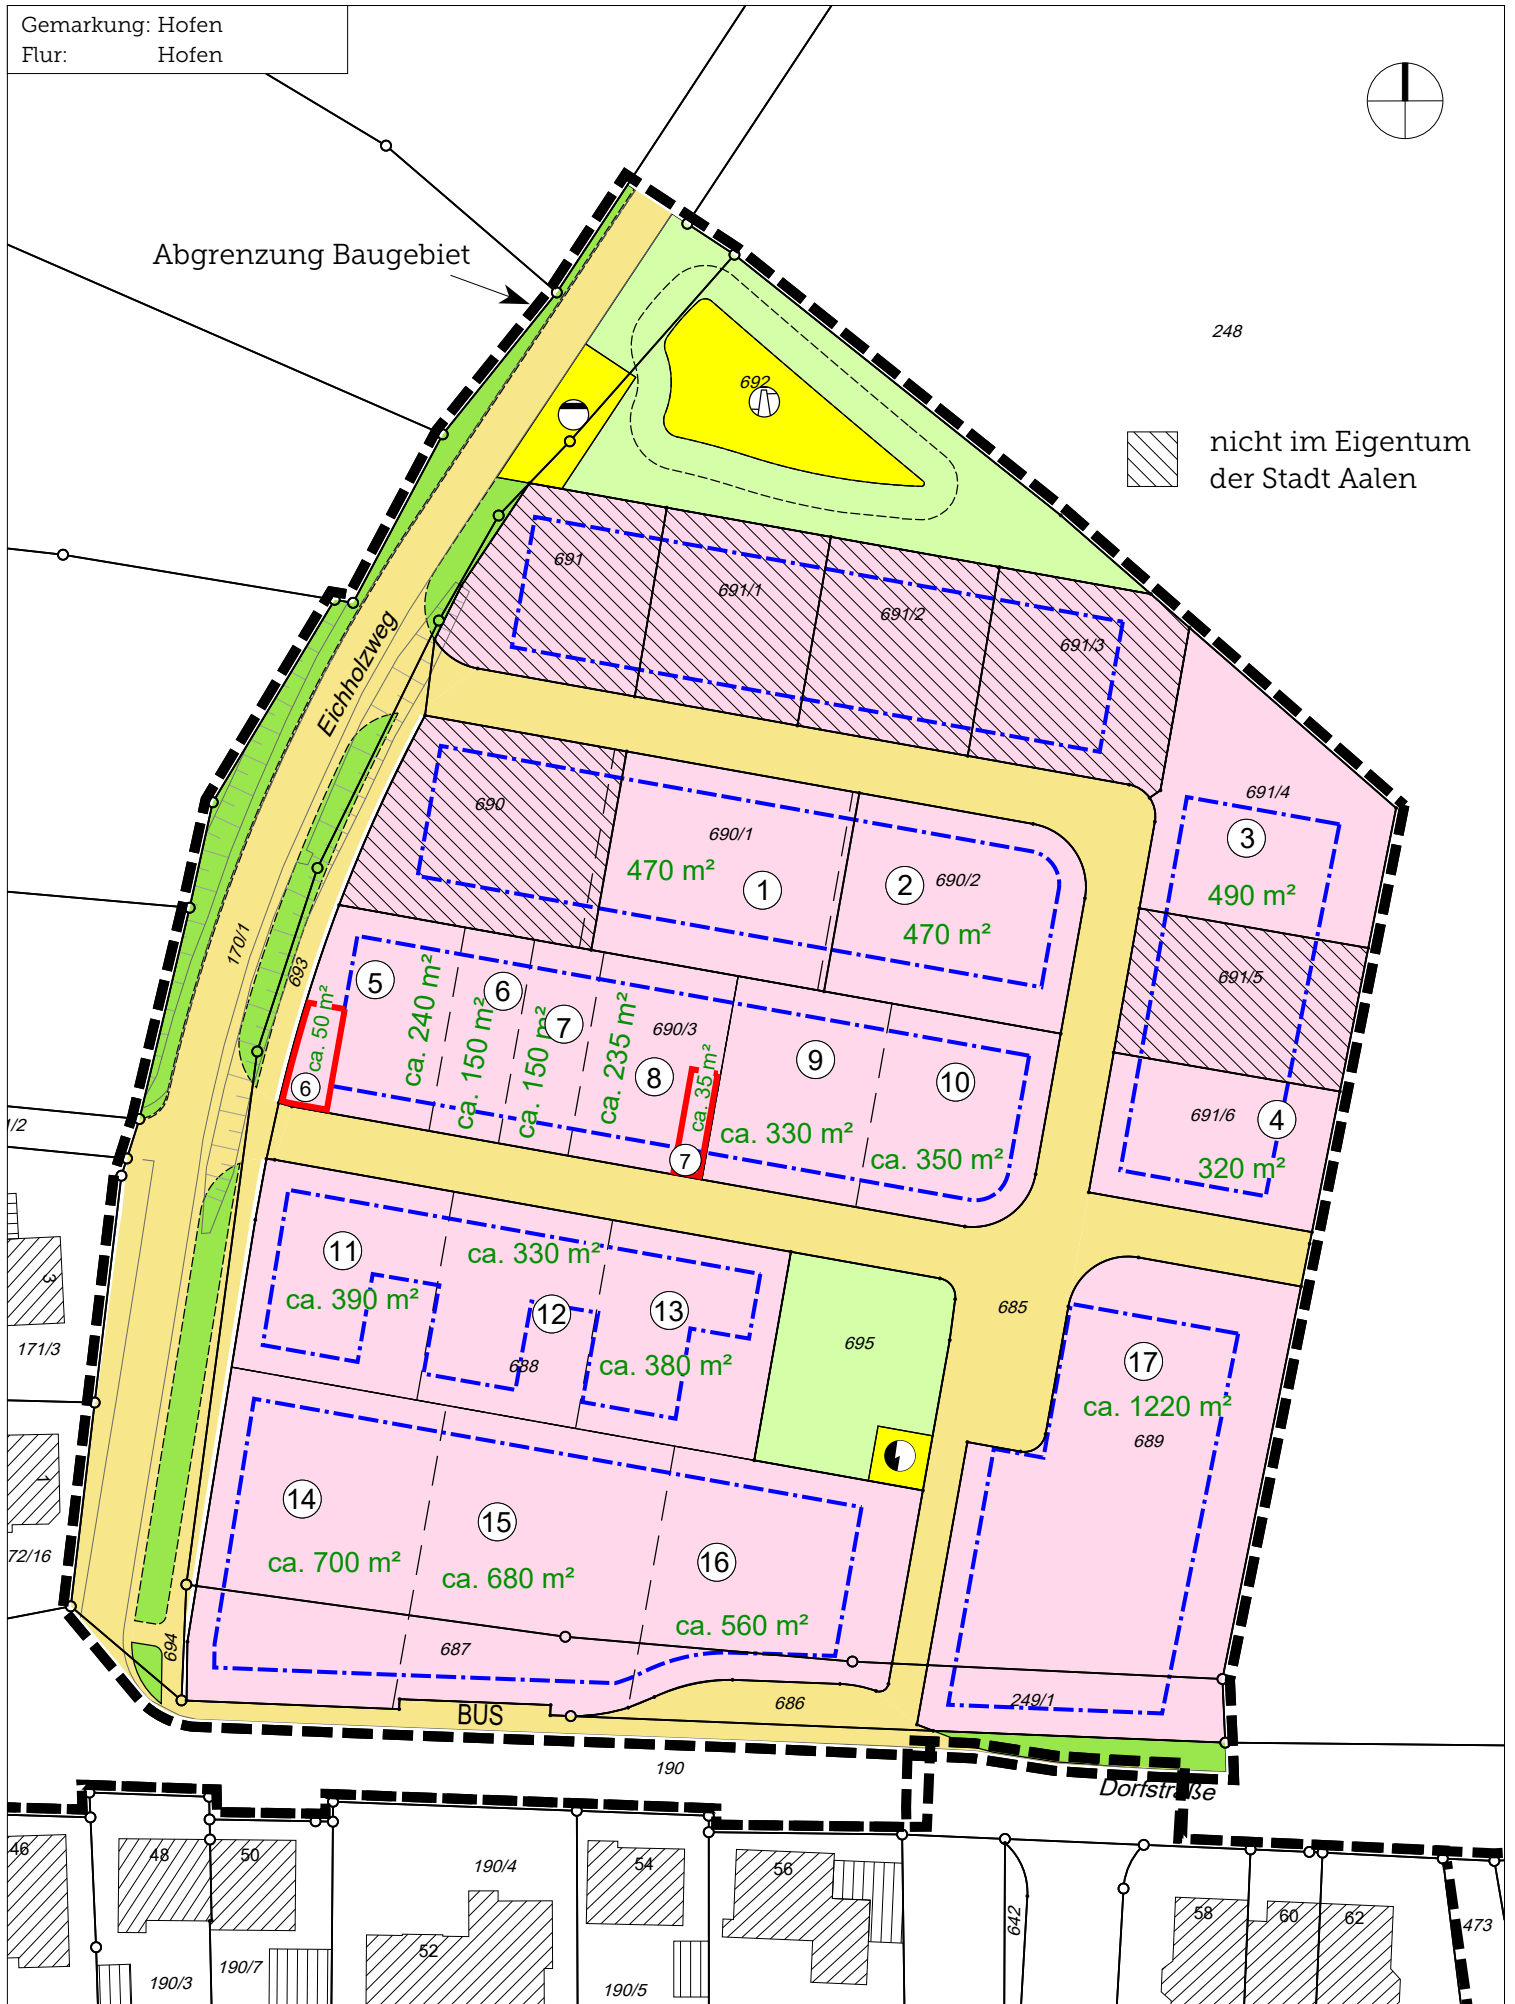 Gemarkung: Hofen
Flur: Hofen
Abgrenzung Baugebiet
248
692
nicht im Eigentum
der Stadt Aalen
691
691/1
691/2
691/3
Eichholzweg
691/4
690
690/1
3
470 m²
1
2
690/2
490 m²
470 m²
170/1
693
5
ca. 240 m²
6
ca. 150 m²
7
ca. 150 m²
ca. 235 m²
690/3
8
691/5
ca. 50 m²
6
ca. 35 m²
7
9
10
ca. 330 m²
ca. 350 m²
691/6
4
320 m²
1/2
11
ca. 330 m²
ca. 390 m²
12
13
688
ca. 380 m²
695
685
3
171/3
17
ca. 1220 m²
689
1
72/16
14
15
16
ca. 700 m²
ca. 680 m²
ca. 560 m²
694
687
686
249/1
BUS
190
Dorfstraße
46
48
50
190/4
54
56
52
190/3
190/7
190/5
642
58
60
62
473